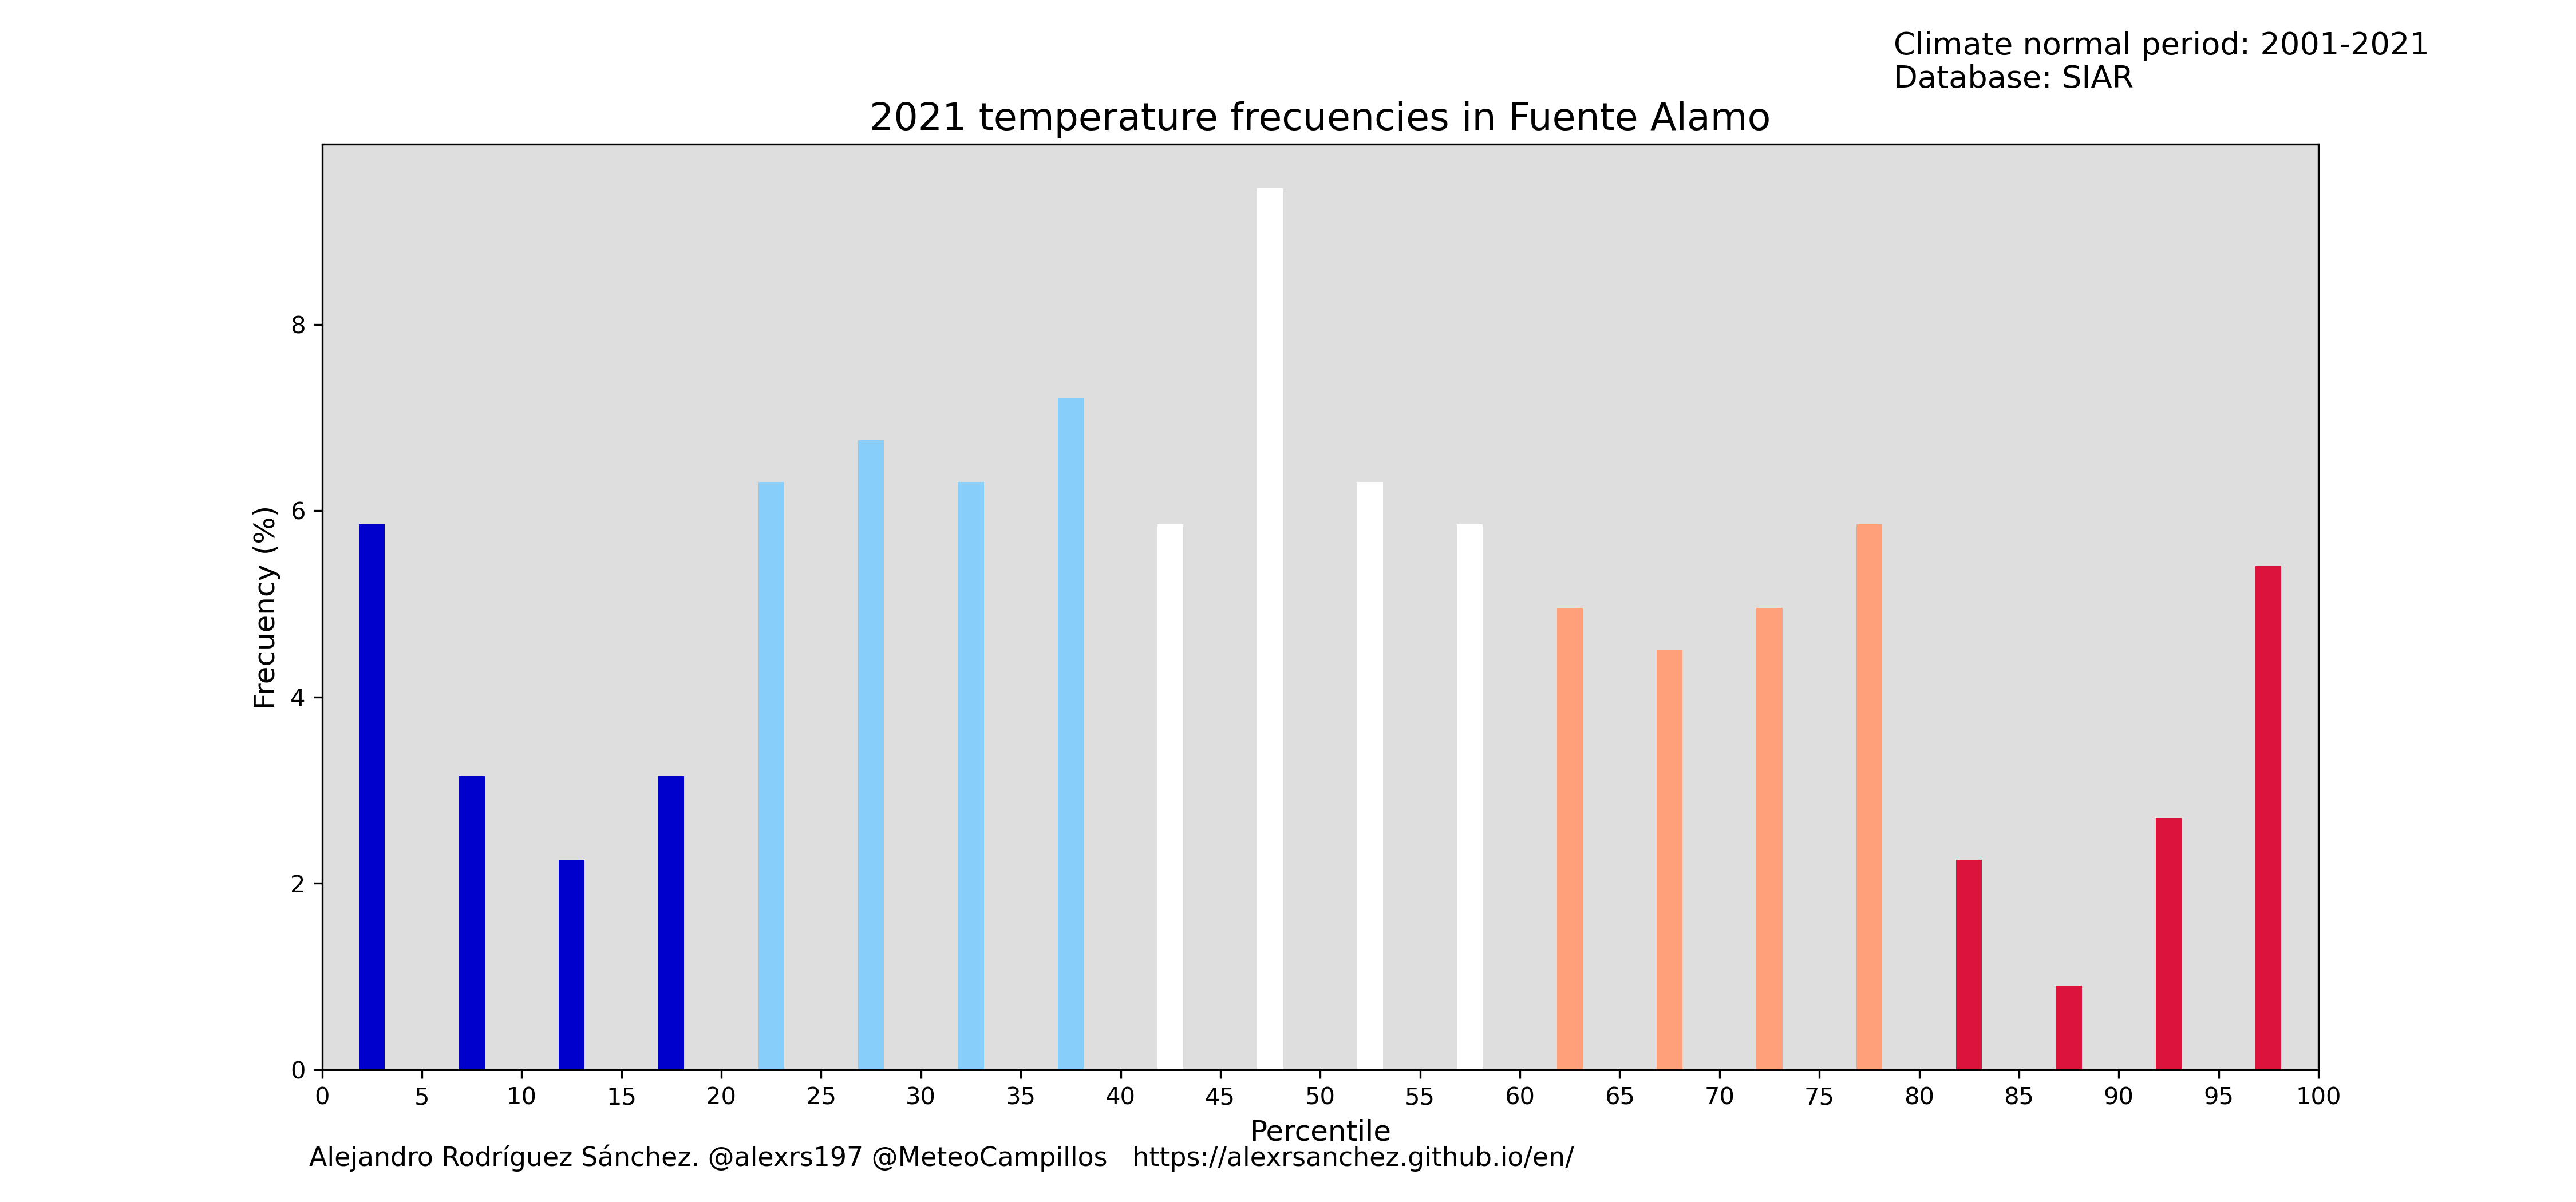 Climate normal period: 2001-2021
Database: SIAR
2021 temperature frecuencies in Fuente Alamo
8
6
4
2
0
Frecuency (%)
0 5 10 15 20 25 30 35 40 45 50 55 60 65 70 75 80 85 90 95 100
Percentile
Alejandro Rodríguez Sánchez. @alexrs197 @MeteoCampillos https://alexrsanchez.github.io/en/